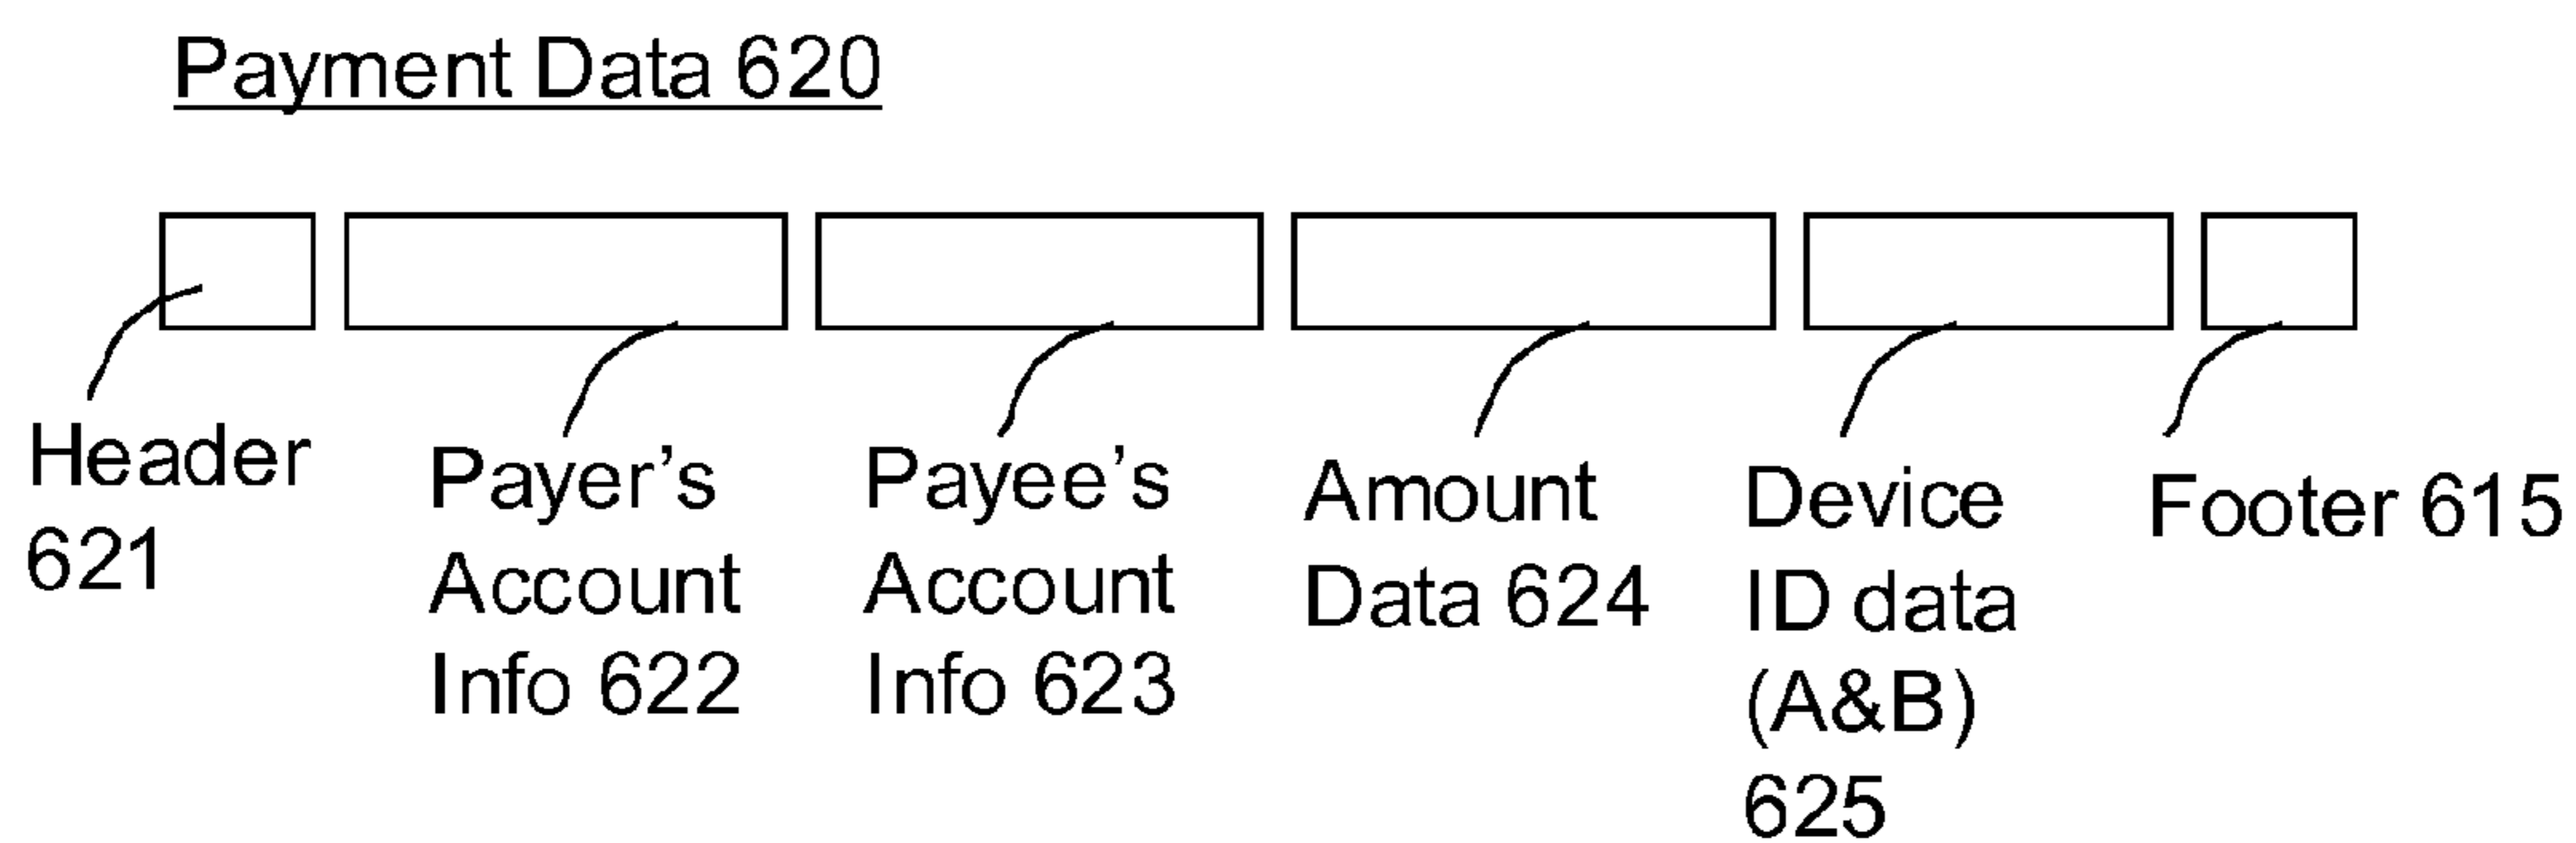 Payment Data 620
Header
621
Payer’s
Account
Info 622
Payee’s
Account
Info 623
Amount
Data 624
Device
ID data
(A&B)
625
Footer 615